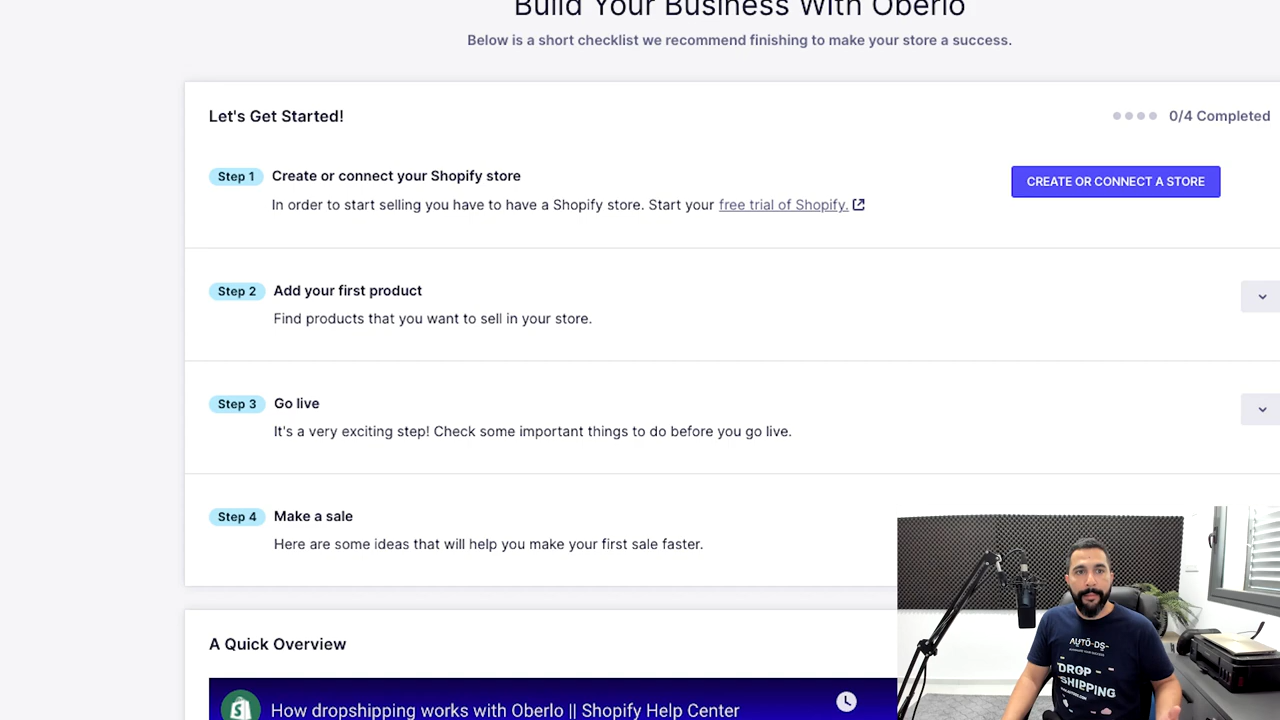 Build Your Business With Oberlo
Below is a short checklist we recommend finishing to make your store a success.
Let's Get Started!
0/4 Completed
Step 1
Create or connect your Shopify store
CREATE OR CONNECT A STORE
In order to start selling you have to have a Shopify store. Start your free trial of Shopify.
Step 2
Add your first product
Find products that you want to sell in your store.
Step 3
Go live
It's a very exciting step! Check some important things to do before you go live.
Step 4
Make a sale
Here are some ideas that will help you make your first sale faster.
A Quick Overview
How dropshipping works with Oberlo || Shopify Help Center
AUTO-DS
DROP
SHIPPING